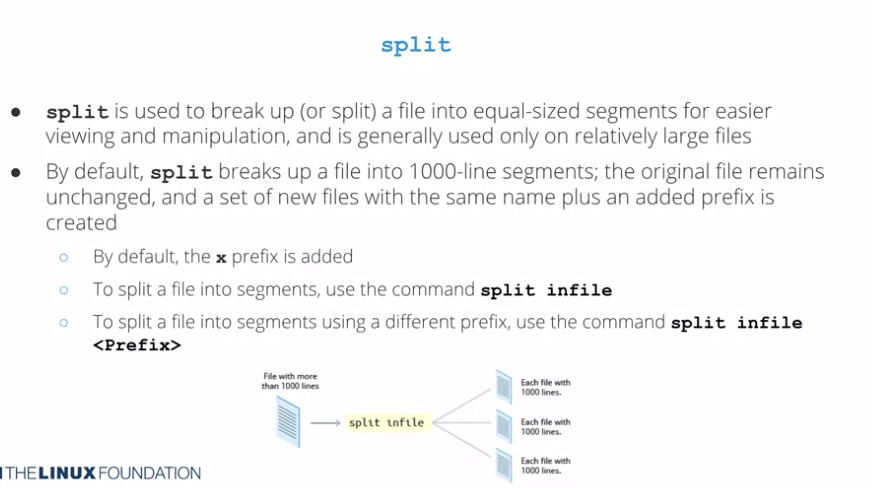 split
● split is used to break up (or split) a file into equal-sized segments for easier
viewing and manipulation, and is generally used only on relatively large files
● By default, split breaks up a file into 1000-line segments; the original file remains
unchanged, and a set of new files with the same name plus an added prefix is
created
○ By default, the x prefix is added
○ To split a file into segments, use the command split infile
○ To split a file into segments using a different prefix, use the command split infile
<Prefix>
File with more
than 1000 lines
split infile
Each file with
1000 lines.
Each file with
1000 lines.
Each file with
1000 lines.
THE LINUX FOUNDATION